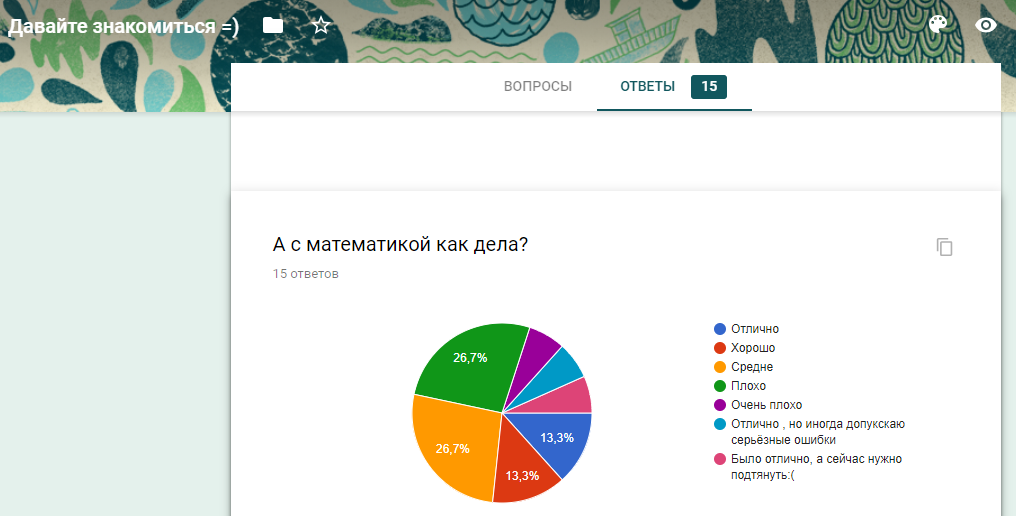 Давайте знакомиться =)
ВОПРОСЫ
ОТВЕТЫ
15
А с математикой как дела?
15 ответов
26,7%
26,7%
13,3%
13,3%
Отлично
Хорошо
Средне
Плохо
Очень плохо
Отлично , но иногда допукскаю
серьёзные ошибки
Было отлично, а сейчас нужно
подтянуть:(